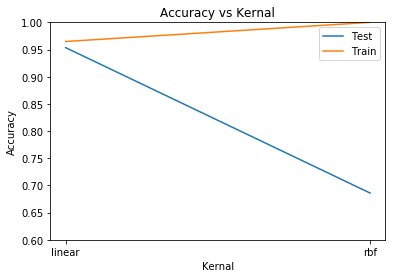 Accuracy vs Kernal
1.00
0.95
0.90
0.85
0.80
0.75
0.70
0.65
0.60
Accuracy
Test
Train
linear
rbf
Kernal